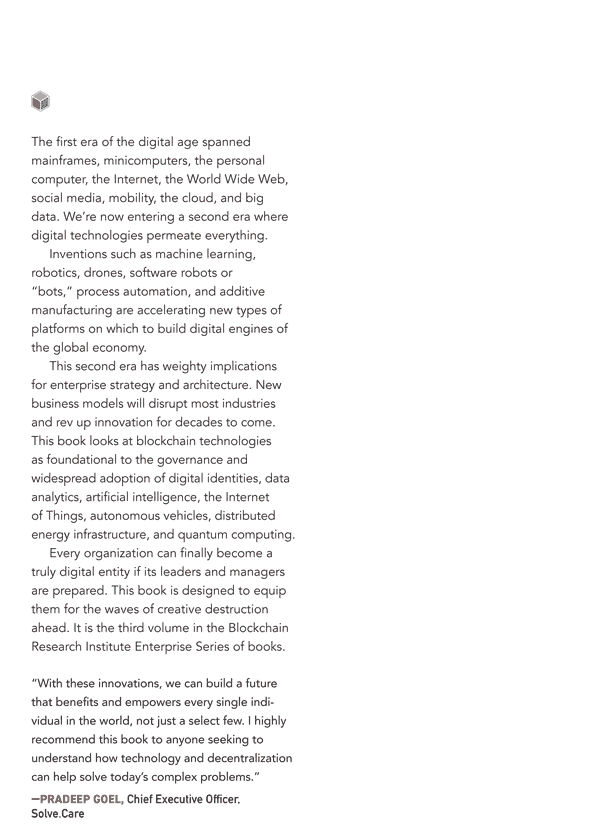 The first era of the digital age spanned
mainframes, minicomputers, the personal
computer, the Internet, the World Wide Web,
social media, mobility, the cloud, and big
data. We’re now entering a second era where
digital technologies permeate everything.
Inventions such as machine learning,
robotics, drones, software robots or
“bots,” process automation, and additive
manufacturing are accelerating new types of
platforms on which to build digital engines of
the global economy.
This second era has weighty implications
for enterprise strategy and architecture. New
business models will disrupt most industries
and rev up innovation for decades to come.
This book looks at blockchain technologies
as foundational to the governance and
widespread adoption of digital identities, data
analytics, artificial intelligence, the Internet
of Things, autonomous vehicles, distributed
energy infrastructure, and quantum computing.
Every organization can finally become a
truly digital entity if its leaders and managers
are prepared. This book is designed to equip
them for the waves of creative destruction
ahead. It is the third volume in the Blockchain
Research Institute Enterprise Series of books.
“With these innovations, we can build a future
that benefits and empowers every single indi-
vidual in the world, not just a select few. I highly
recommend this book to anyone seeking to
understand how technology and decentralization
can help solve today’s complex problems.”
—PRADEEP GOEL, Chief Executive Officer,
Solve.Care